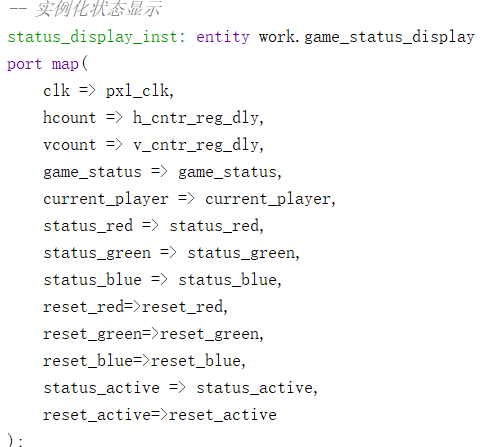 -- 实例化状态显示
status_display_inst: entity work.game_status_display
port map(
    clk => pxl_clk,
    hcount => h_cntr_reg_dly,
    vcount => v_cntr_reg_dly,
    game_status => game_status,
    current_player => current_player,
    status_red => status_red,
    status_green => status_green,
    status_blue => status_blue,
    reset_red=>reset_red,
    reset_green=>reset_green,
    reset_blue=>reset_blue,
    status_active => status_active,
    reset_active=>reset_active
);